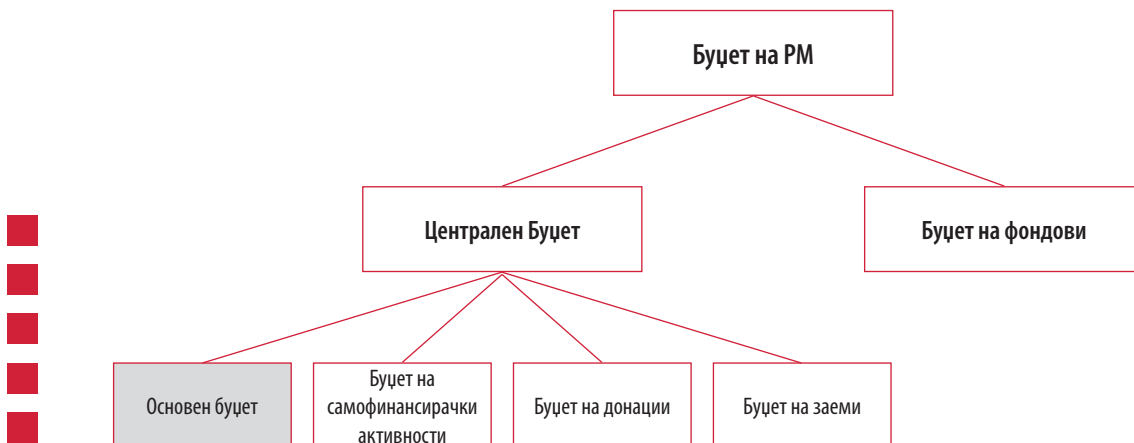 Буџет на РМ
Централен Буџет
Буџет на фондови
Основен буџет
Буџет на
самофинансирачки
активности
Буџет на донации
Буџет на заеми